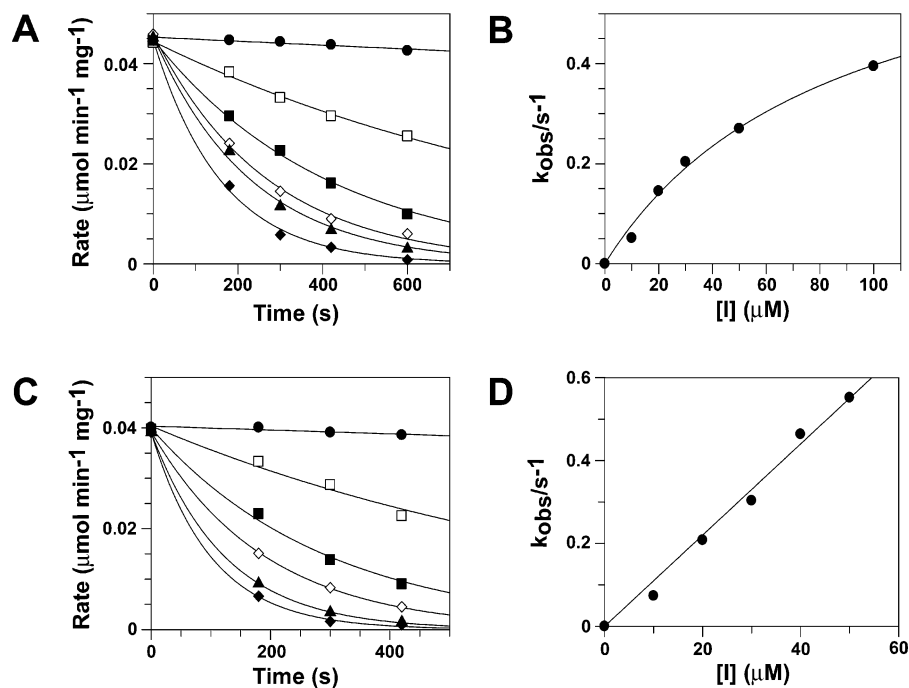 A
Rate (μmol min-1 mg-1)
0.04
0.02
0
0 200 400 600
Time (s)
B
kobs/s-1
0.4
0.2
0
0 20 40 60 80 100
[I] (μM)
C
Rate (μmol min-1 mg-1)
0.04
0.02
0
0 200 400
Time (s)
D
kobs/s-1
0.6
0.4
0.2
0
0 20 40 60
[I] (μM)